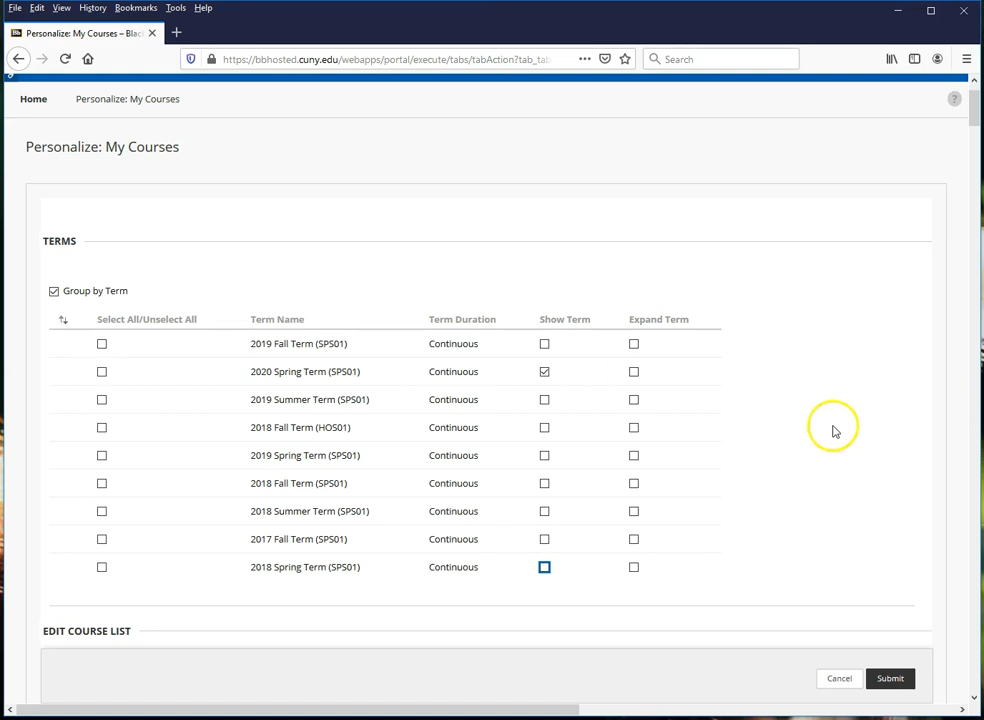 File Edit View History Bookmarks Tools Help
Bb Personalize: My Courses – Blac
https://bbhosted.cuny.edu/webapps/portal/execute/tabs/tabAction?tab_ta Search
Home Personalize: My Courses ?
Personalize: My Courses
TERMS
Group by Term
Select All/Unselect All Term Name Term Duration Show Term Expand Term
2019 Fall Term (SPS01) Continuous
2020 Spring Term (SPS01) Continuous
2019 Summer Term (SPS01) Continuous
2018 Fall Term (HOS01) Continuous
2019 Spring Term (SPS01) Continuous
2018 Fall Term (SPS01) Continuous
2018 Summer Term (SPS01) Continuous
2017 Fall Term (SPS01) Continuous
2018 Spring Term (SPS01) Continuous
EDIT COURSE LIST
Cancel Submit